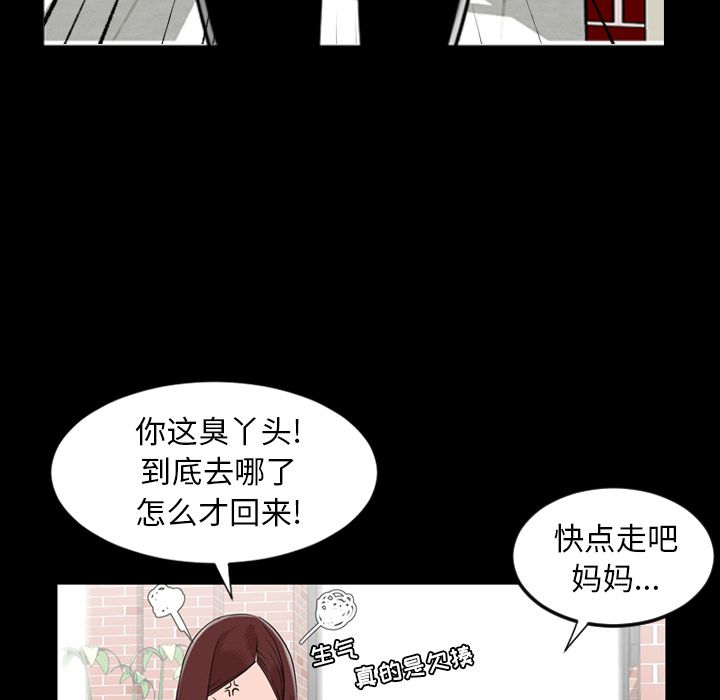 你这臭丫头!
到底去哪了
怎么才回来!
快点走吧
妈妈…
生气
真的是欠揍